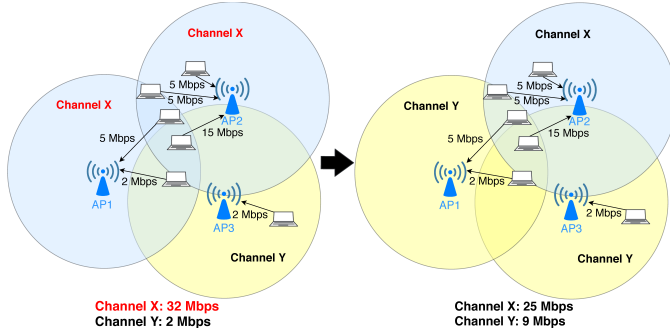 Channel X
Channel X
5 Mbps
5 Mbps
AP2
5 Mbps
15 Mbps
2 Mbps
AP1
AP3
2 Mbps
Channel Y
Channel X: 32 Mbps
Channel Y: 2 Mbps
Channel X
Channel Y
5 Mbps
5 Mbps
AP2
5 Mbps
15 Mbps
2 Mbps
AP1
AP3
2 Mbps
Channel Y
Channel X: 25 Mbps
Channel Y: 9 Mbps